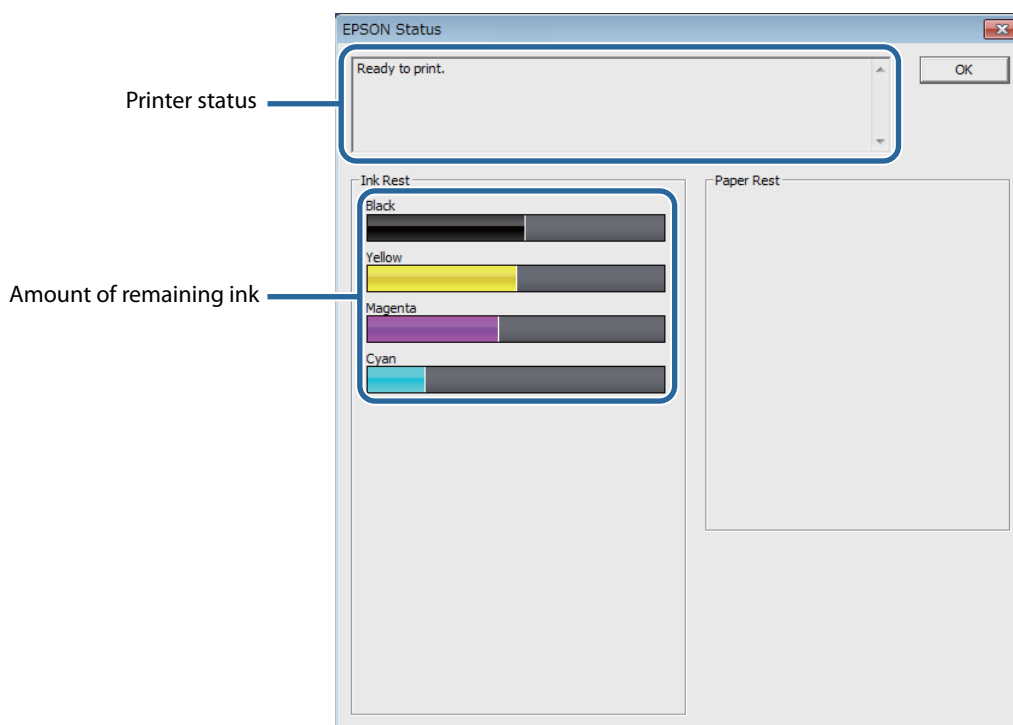 EPSON Status
Ready to print.
OK
Printer status
Ink Rest
Paper Rest
Black
Yellow
Amount of remaining ink
Magenta
Cyan